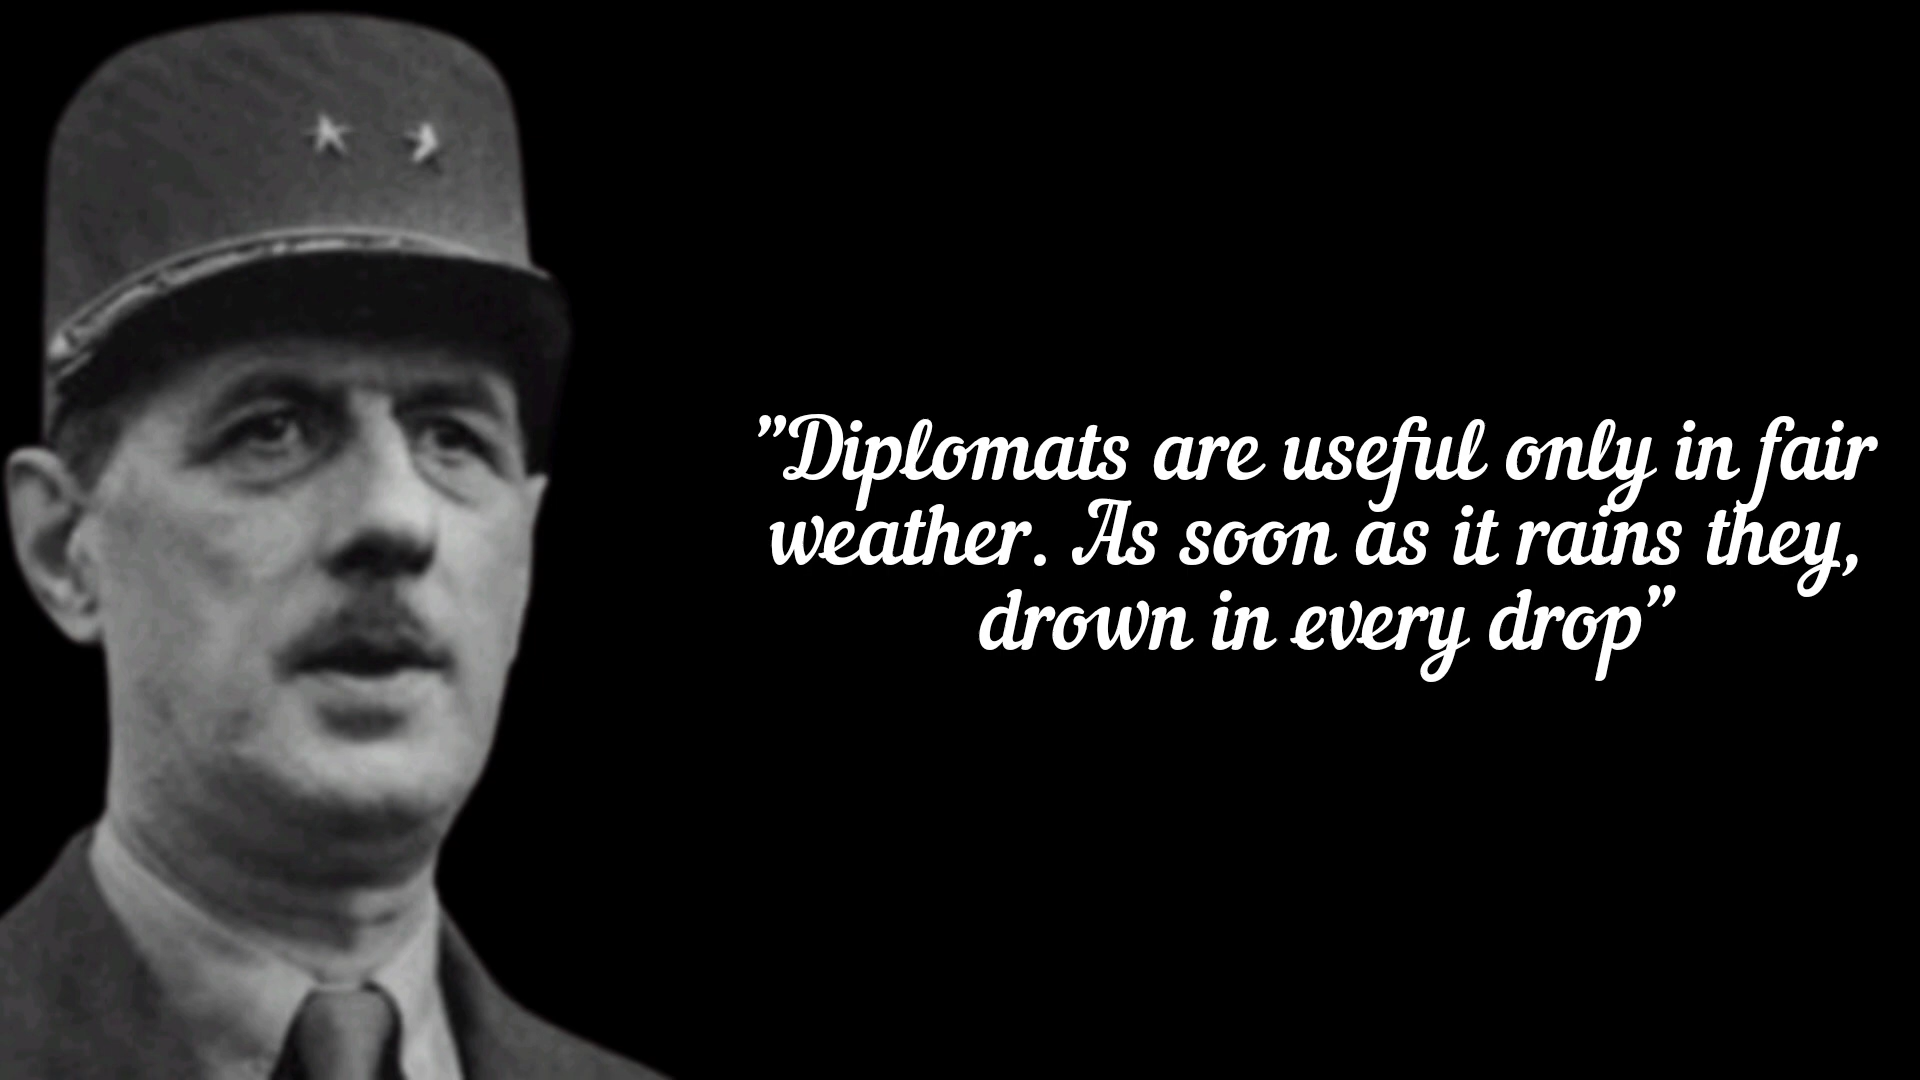 ”Diplomats are useful only in fair
weather. As soon as it rains they,
drown in every drop”